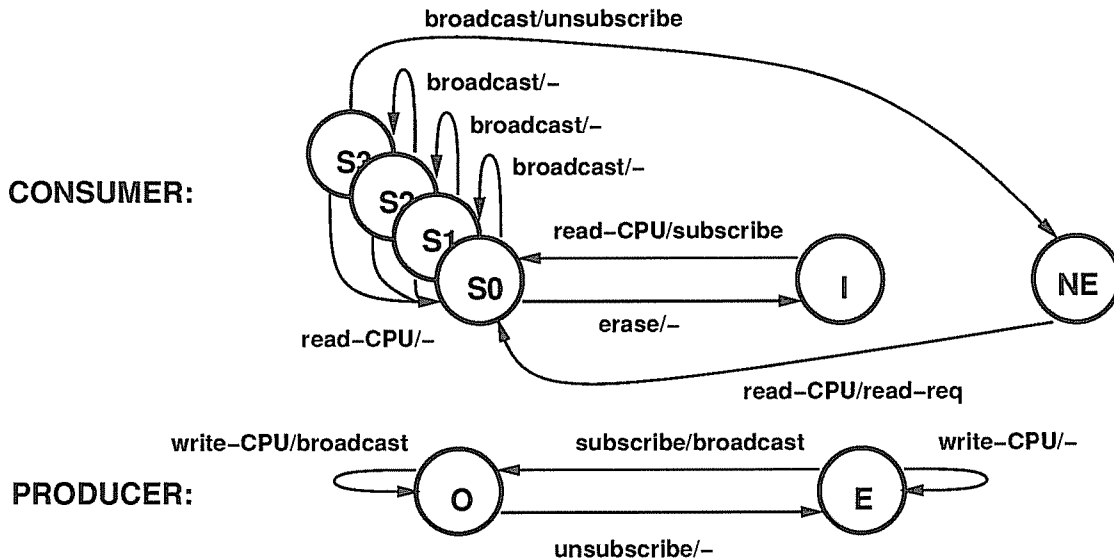 broadcast/unsubscribe
broadcast/–
broadcast/–
broadcast/–
CONSUMER:
S3
S2
S1
S0
read–CPU/subscribe
I
NE
erase/–
read–CPU/–
read–CPU/read–req
write–CPU/broadcast
subscribe/broadcast
write–CPU/–
PRODUCER:
O
E
unsubscribe/–